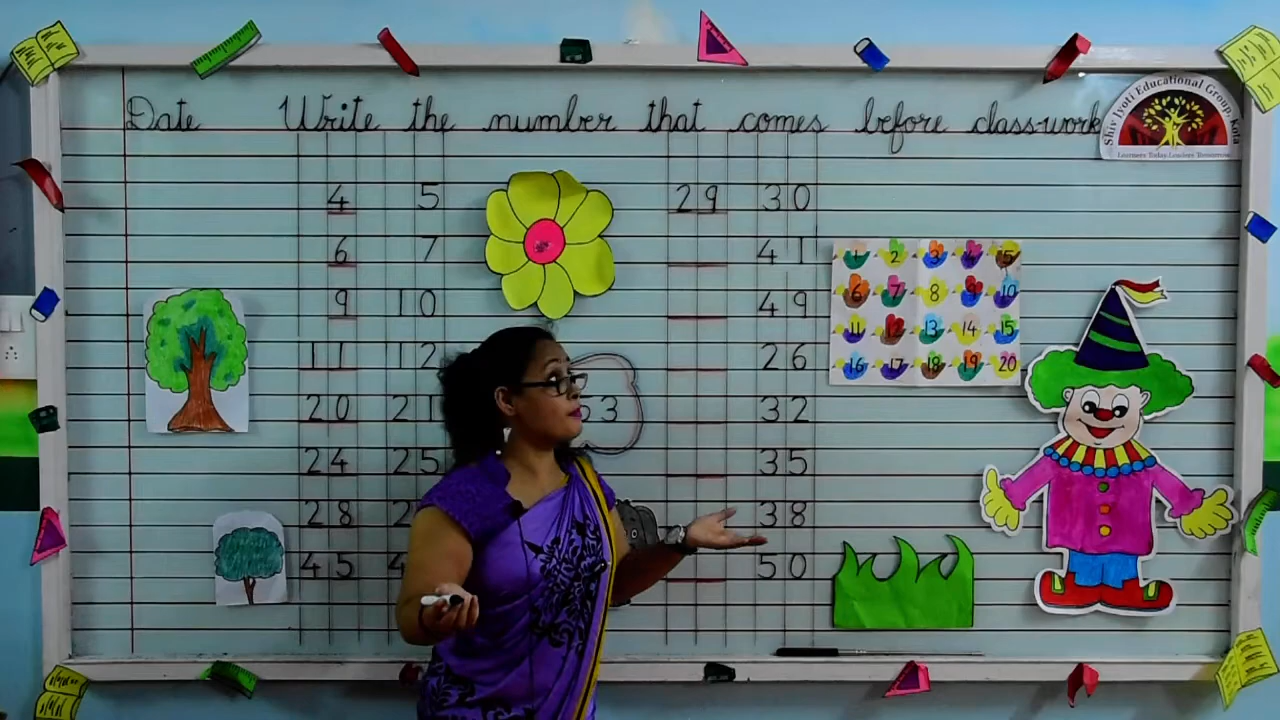 Date Write the number that comes before classwork
Shiv Jyoti Educational Group, Kota
Learners Today Leaders Tomorrow
4 5 29 30
6 7 41
9 10 49
11 12 26
20 21 53 32
24 25 35
28 2 38
45 4 50
1 2 3 4 5
6 7 8 9 10
11 12 13 14 15
16 17 18 19 20